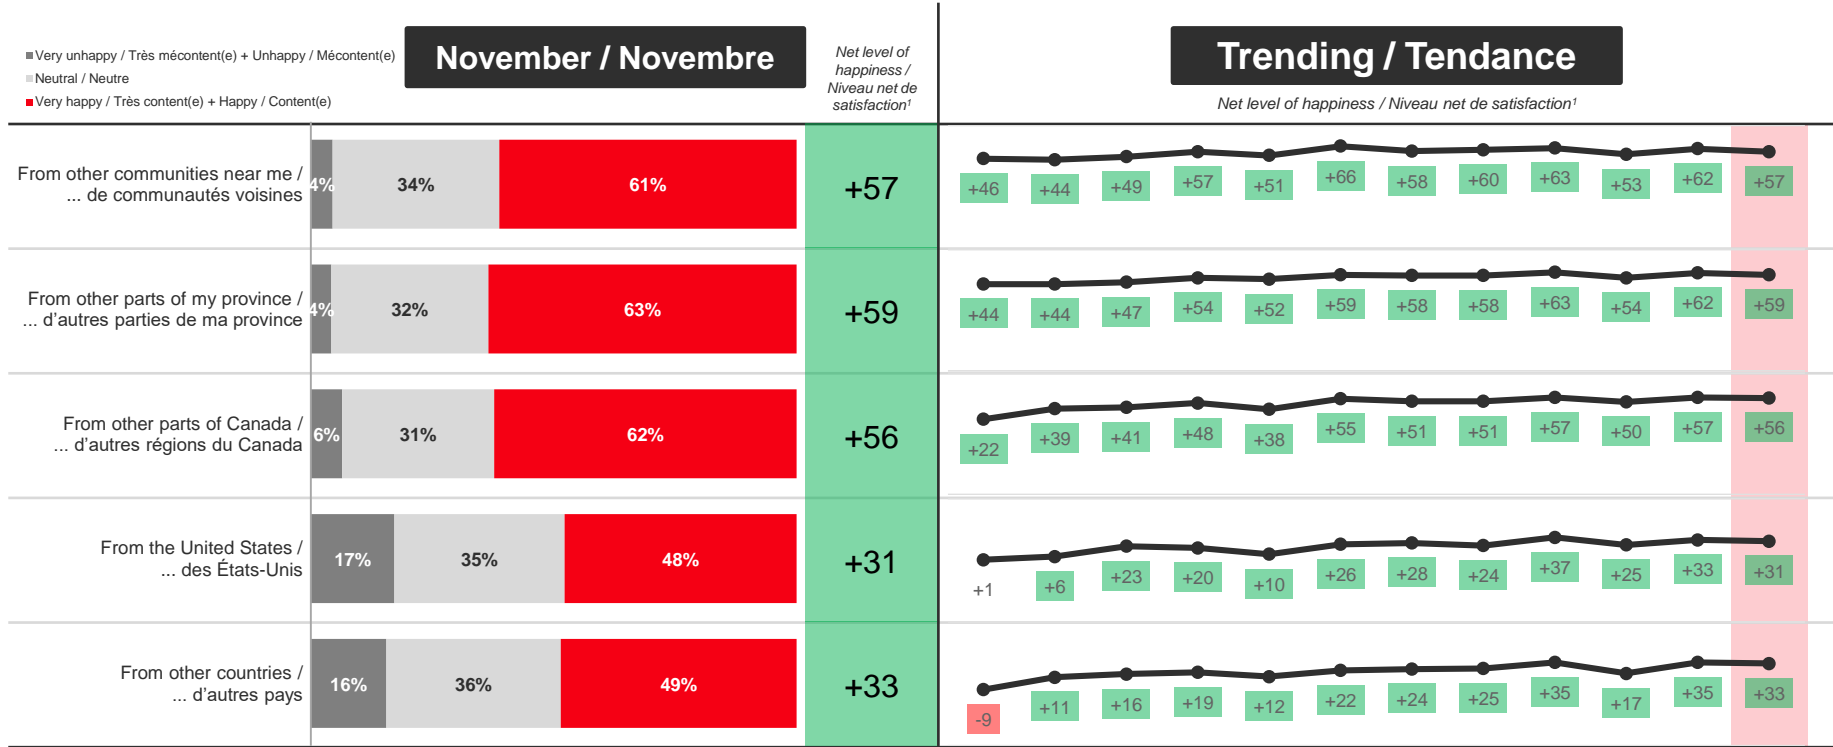 ■Very unhappy / Très mécontent(e) + Unhappy / Mécontent(e)
■Neutral / Neutre
■Very happy / Très content(e) + Happy / Content(e)
November / Novembre
Net level of
happiness /
Niveau net de
satisfaction¹
Trending / Tendance
Net level of happiness / Niveau net de satisfaction¹
From other communities near me /
... de communautés voisines
4% 34% 61% +57
+46 +44 +49 +57 +51 +66 +58 +60 +63 +53 +62 +57
From other parts of my province /
... d'autres parties de ma province
4% 32% 63% +59
+44 +44 +47 +54 +52 +59 +58 +58 +63 +54 +62 +59
From other parts of Canada /
... d'autres régions du Canada
6% 31% 62% +56
+22 +39 +41 +48 +38 +55 +51 +51 +57 +50 +57 +56
From the United States /
... des États-Unis
17% 35% 48% +31
+1 +6 +23 +20 +10 +26 +28 +24 +37 +25 +33 +31
From other countries /
... d'autres pays
16% 36% 49% +33
-9 +11 +16 +19 +12 +22 +24 +25 +35 +17 +35 +33